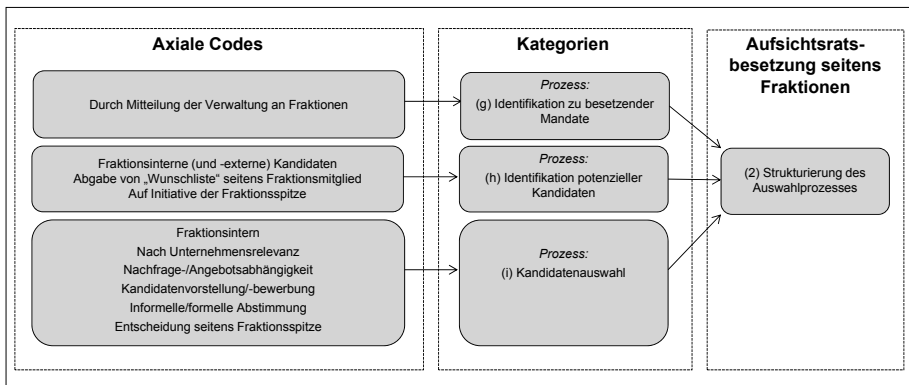 Axiale Codes
Kategorien
Aufsichtsrats-
besetzung seitens
Fraktionen
Durch Mitteilung der Verwaltung an Fraktionen
Prozess:
(g) Identifikation zu besetzender
Mandate
Fraktionsinterne (und -externe) Kandidaten
Abgabe von „Wunschliste“ seitens Fraktionsmitglied
Auf Initiative der Fraktionsspitze
Prozess:
(h) Identifikation potenzieller
Kandidaten
(2) Strukturierung des
Auswahlprozesses
Fraktionsintern
Nach Unternehmensrelevanz
Nachfrage-/Angebotsabhängigkeit
Kandidatenvorstellung/-bewerbung
Informelle/formelle Abstimmung
Entscheidung seitens Fraktionsspitze
Prozess:
(i) Kandidatenauswahl